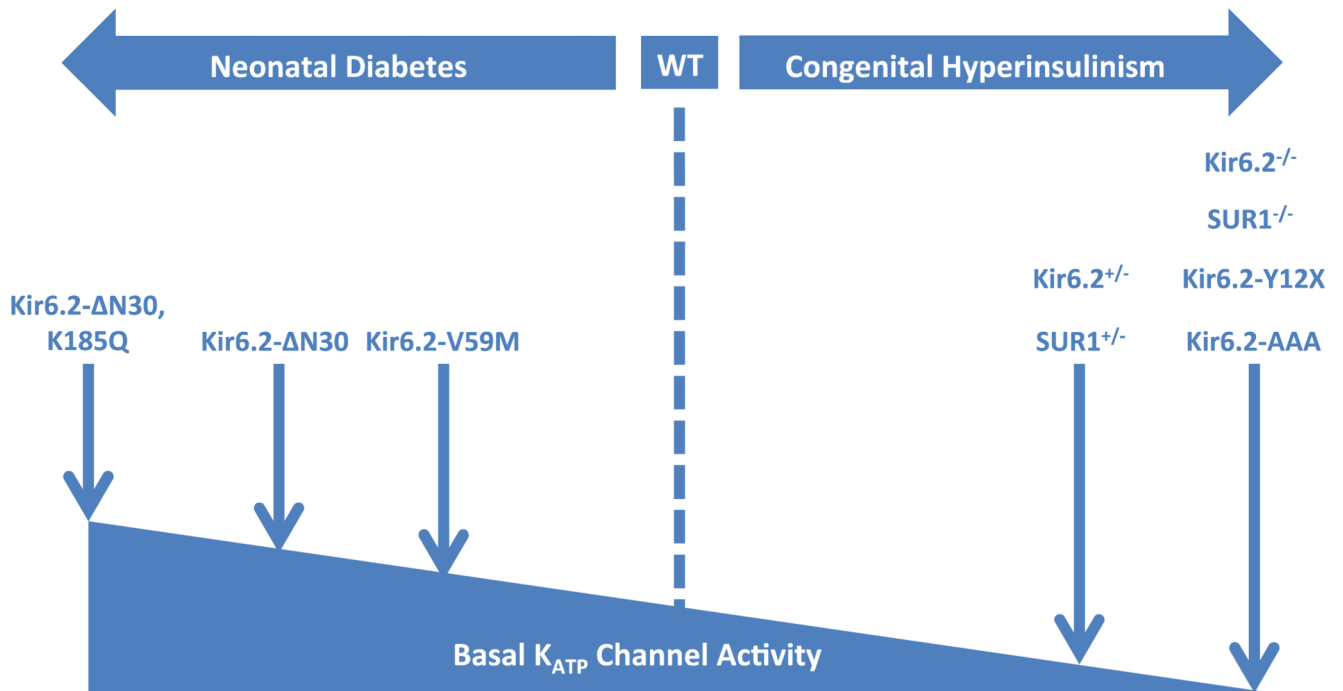 Neonatal Diabetes
WT
Congenital Hyperinsulinism
Kir6.2-/-
SUR1-/-
Kir6.2+/-
Kir6.2-Y12X
Kir6.2-ΔN30,
K185Q
Kir6.2-ΔN30
Kir6.2-V59M
SUR1+/-
Kir6.2-AAA
Basal KATP Channel Activity